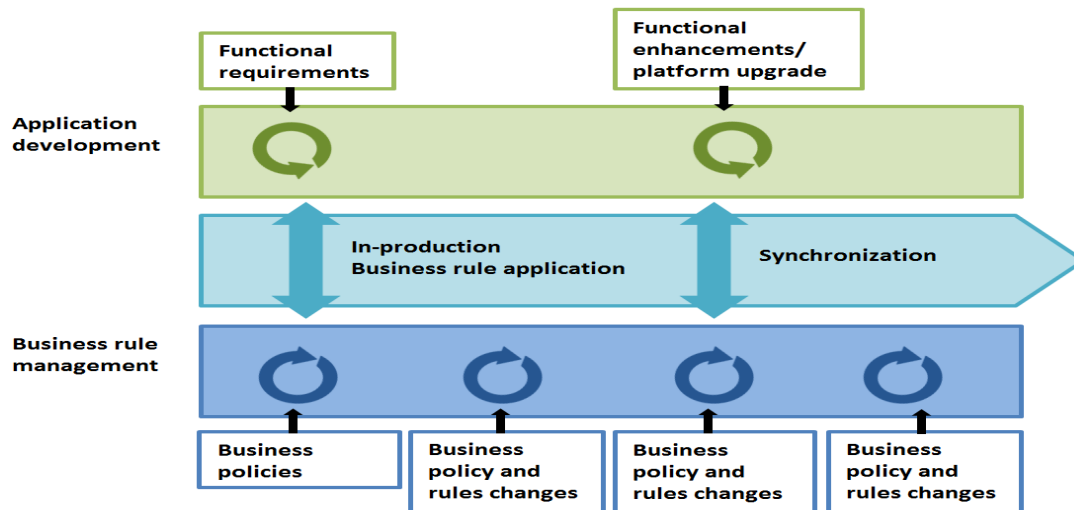 Functional
requirements
Functional
enhancements/
platform upgrade
Application
development
In-production
Business rule application
Synchronization
Business rule
management
Business
policies
Business
policy and
rules changes
Business
policy and
rules changes
Business
policy and
rules changes